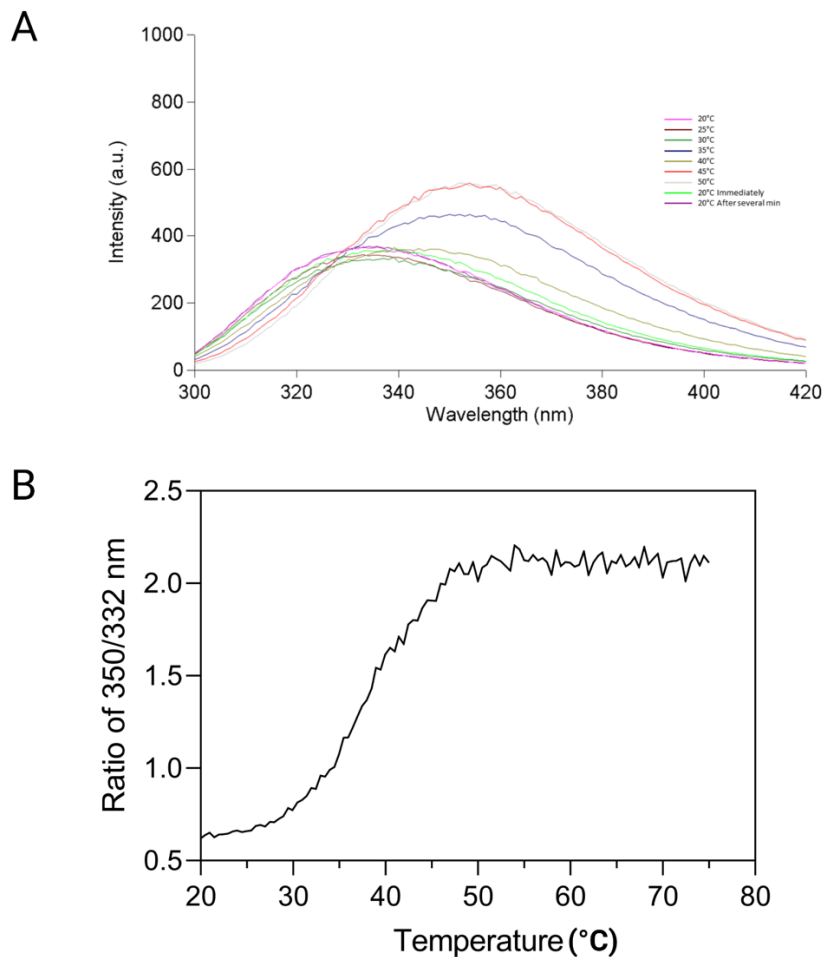 A
1000
800
600
400
200
0
Intensity (a.u.)
300
320
340
360
380
400
420
Wavelength (nm)
20°C
25°C
30°C
35°C
40°C
45°C
50°C
20°C Immediately
20°C After several min
B
2.5
2.0
1.5
1.0
0.5
Ratio of 350/332 nm
20
30
40
50
60
70
80
Temperature (°C)